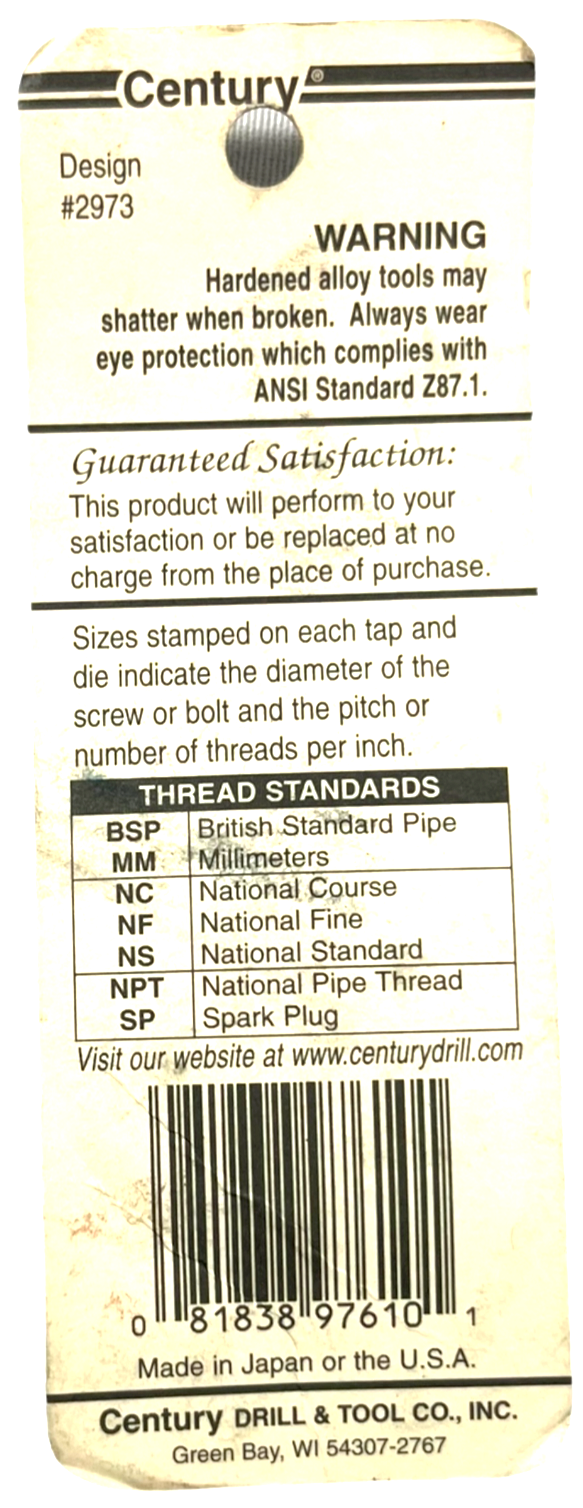 Century®
Design
#2973
WARNING
Hardened alloy tools may
shatter when broken. Always wear
eye protection which complies with
ANSI Standard Z87.1.
Guaranteed Satisfaction:
This product will perform to your
satisfaction or be replaced at no
charge from the place of purchase.
Sizes stamped on each tap and
die indicate the diameter of the
screw or bolt and the pitch or
number of threads per inch.
THREAD STANDARDS
BSP British Standard Pipe
MM Millimeters
NC National Course
NF National Fine
NS National Standard
NPT National Pipe Thread
SP Spark Plug
Visit our website at www.centurydrill.com
0 81838 97610 1
Made in Japan or the U.S.A.
Century DRILL & TOOL CO., INC.
Green Bay, WI 54307-2767